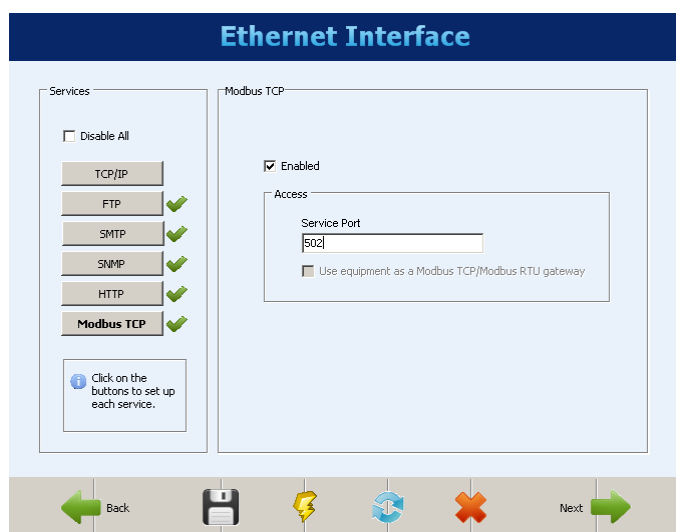 Ethernet Interface
Services
Disable All
TCP/IP
FTP
SMTP
SNMP
HTTP
Modbus TCP
Click on the
buttons to set up
each service.
Modbus TCP
Enabled
Access
Service Port
502
Use equipment as a Modbus TCP/Modbus RTU gateway
Back
Next